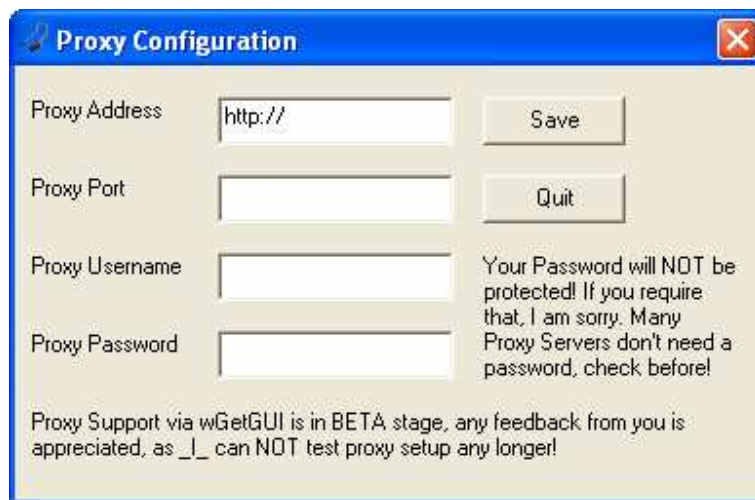 Proxy Configuration
Proxy Address
http://
Save
Proxy Port
Quit
Proxy Username
Your Password will NOT be
protected! If you require
that, I am sorry. Many
Proxy Servers don't need a
password, check before!
Proxy Password
Proxy Support via wGetGUI is in BETA stage, any feedback from you is
appreciated, as _I_ can NOT test proxy setup any longer!